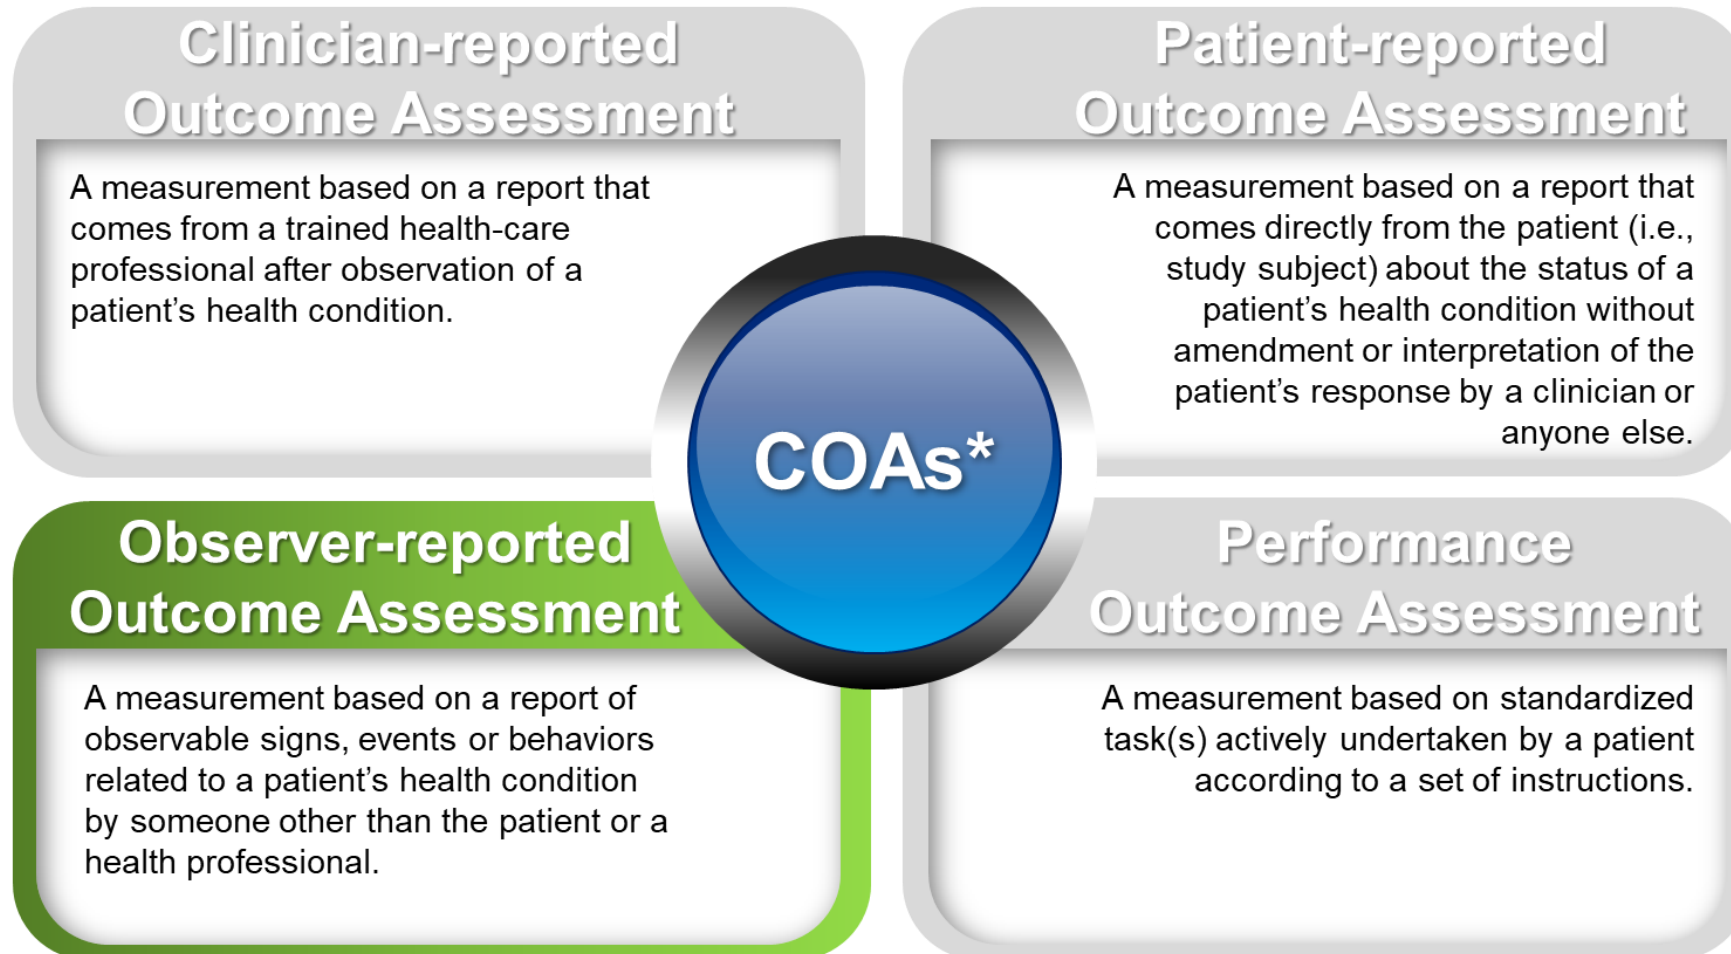 Clinician-reported
Outcome Assessment
A measurement based on a report that
comes from a trained health-care
professional after observation of a
patient’s health condition.
Patient-reported
Outcome Assessment
A measurement based on a report that
comes directly from the patient (i.e.,
study subject) about the status of a
patient’s health condition without
amendment or interpretation of the
patient’s response by a clinician or
anyone else.
COAs*
Observer-reported
Outcome Assessment
A measurement based on a report of
observable signs, events or behaviors
related to a patient’s health condition
by someone other than the patient or a
health professional.
Performance
Outcome Assessment
A measurement based on standardized
task(s) actively undertaken by a patient
according to a set of instructions.